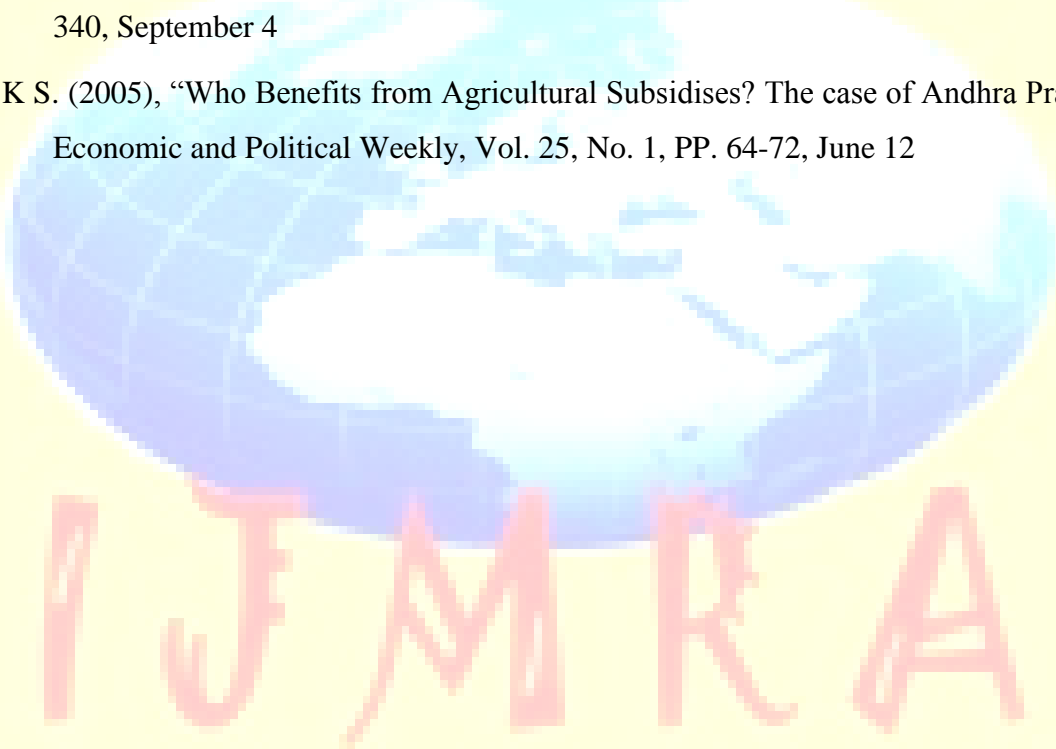 340, September 4
K S. (2005), “Who Benefits from Agricultural Subsidises? The case of Andhra Pra
Economic and Political Weekly, Vol. 25, No. 1, PP. 64-72, June 12
IJMRA